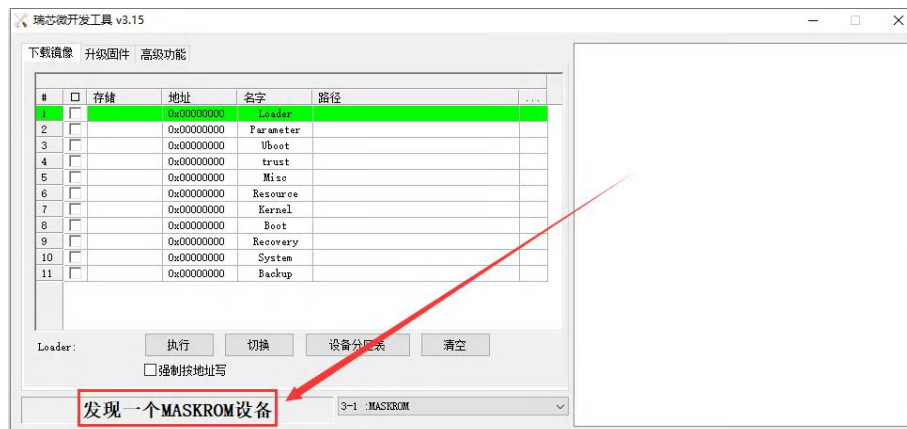 瑞芯微开发工具 v3.15
下载镜像 升级固件 高级功能
# 存储 地址 名字 路径 ...
1 0x00000000 Loader
2 0x00000000 Parameter
3 0x00000000 Uboot
4 0x00000000 trust
5 0x00000000 Misc
6 0x00000000 Resource
7 0x00000000 Kernel
8 0x00000000 Boot
9 0x00000000 Recovery
10 0x00000000 System
11 0x00000000 Backup
Loader: 执行 切换 设备分区表 清空
强制按地址写
发现一个MASKROM设备 3-1 :MASKROM